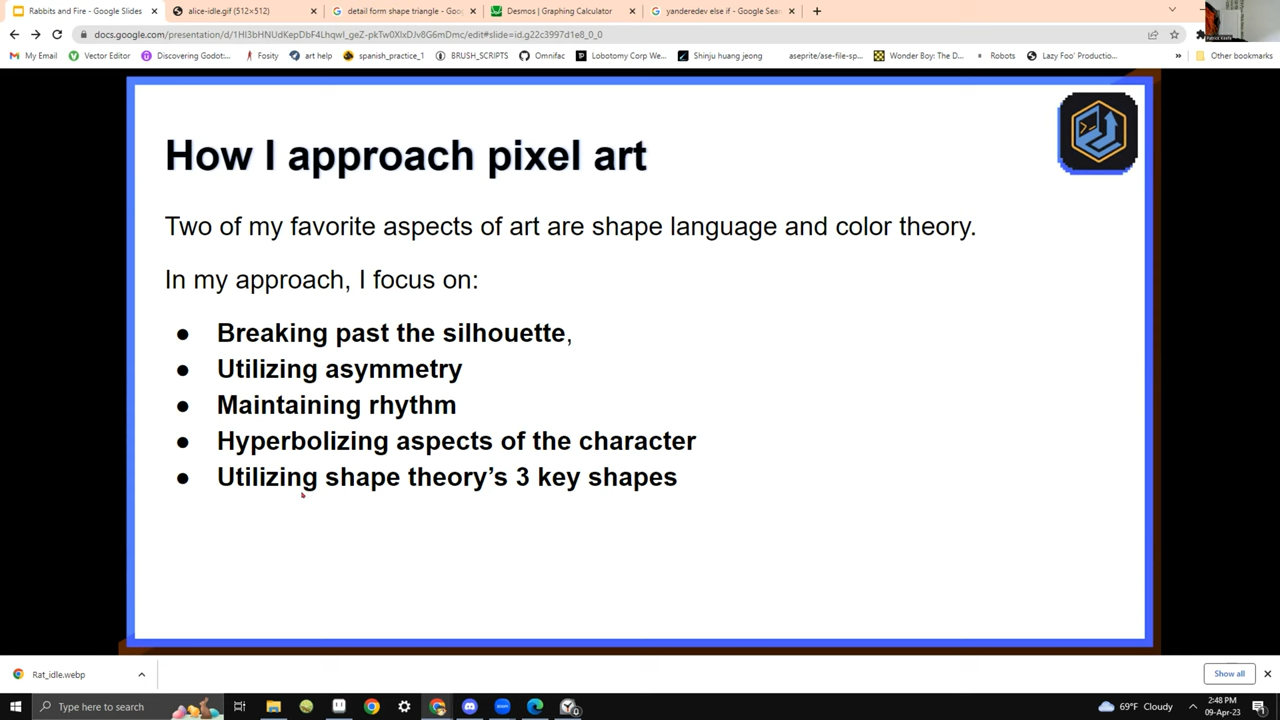 Rabbits and Fire - Google Slides
alice-idle.gif (512×512)
detail form shape triangle - Goog
Desmos | Graphing Calculator
yanderedev else if - Google Sear
docs.google.com/presentation/d/1HI3bHNUdKepDbF4Lhqwl_geZ-pkTw0XlxDJv8G6mDmc/edit#slide=id.g22c3997d1e8_0_0
My Email
Vector Editor
Discovering Godot:...
Fosity
art help
spanish_practice_1
BRUSH_SCRIPTS
Omnifac
Lobotomy Corp We...
Shinju huang jeong
aseprite/ase-file-sp...
Wonder Boy: The D...
Robots
Lazy Foo' Productio...
Other bookmarks
How I approach pixel art
Two of my favorite aspects of art are shape language and color theory.
In my approach, I focus on:
● Breaking past the silhouette,
● Utilizing asymmetry
● Maintaining rhythm
● Hyperbolizing aspects of the character
● Utilizing shape theory’s 3 key shapes
Rat_idle.webp
Show all
Type here to search
69°F Cloudy
2:48 PM
09-Apr-23